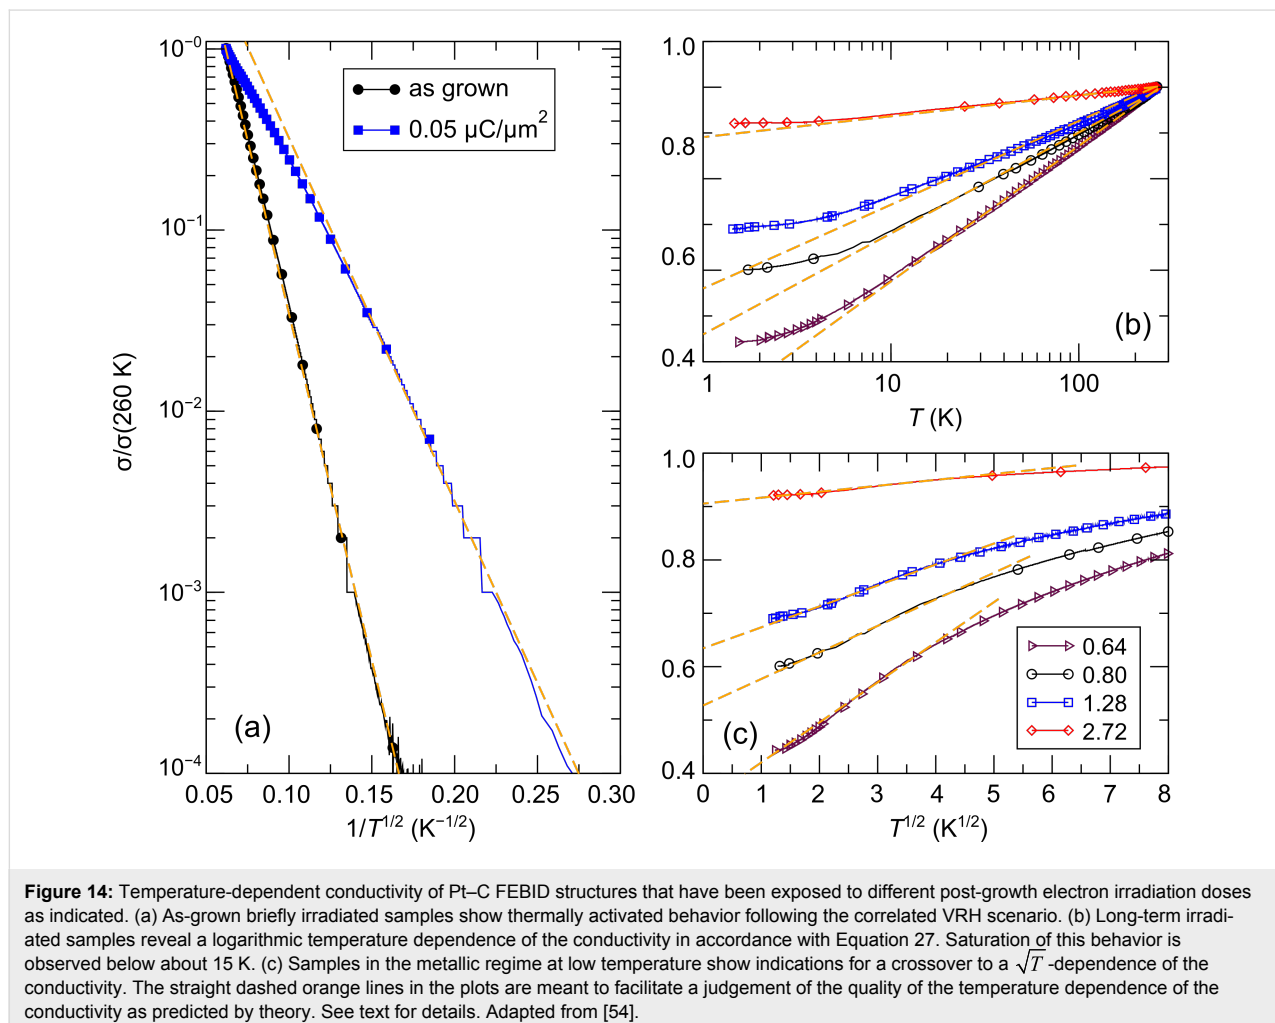 10⁻⁰
10⁻¹
10⁻²
10⁻³
10⁻⁴
σ/σ(260 K)
as grown
0.05 µC/µm²
(a)
0.05 0.10 0.15 0.20 0.25 0.30
1/T^1/2 (K^−1/2)
1.0
0.8
0.6
0.4
(b)
1 10 100
T (K)
1.0
0.8
0.6
0.4
0.64
0.80
1.28
2.72
(c)
0 1 2 3 4 5 6 7 8
T^1/2 (K^1/2)
Figure 14: Temperature-dependent conductivity of Pt–C FEBID structures that have been exposed to different post-growth electron irradiation doses
as indicated. (a) As-grown briefly irradiated samples show thermally activated behavior following the correlated VRH scenario. (b) Long-term irradi-
ated samples reveal a logarithmic temperature dependence of the conductivity in accordance with Equation 27. Saturation of this behavior is
observed below about 15 K. (c) Samples in the metallic regime at low temperature show indications for a crossover to a √T -dependence of the
conductivity. The straight dashed orange lines in the plots are meant to facilitate a judgement of the quality of the temperature dependence of the
conductivity as predicted by theory. See text for details. Adapted from [54].